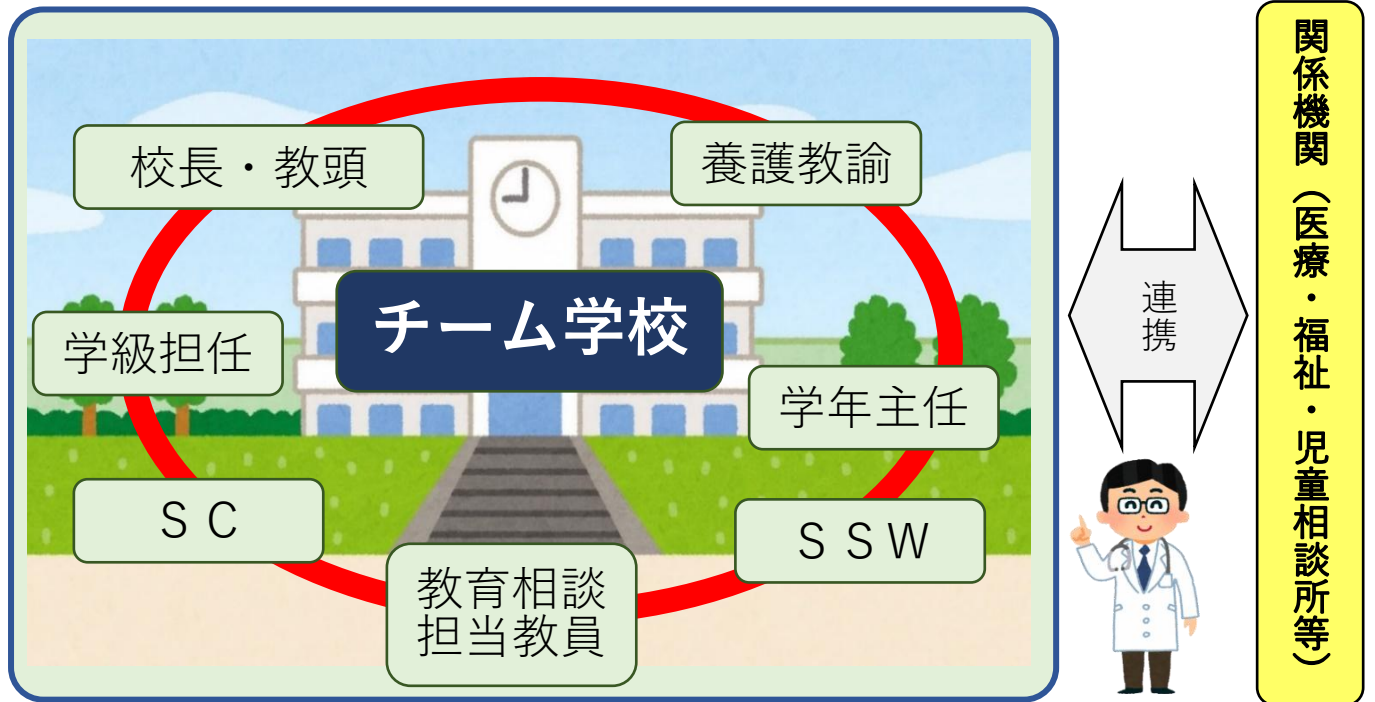 校長・教頭
養護教諭
チーム学校
学級担任
学年主任
ＳＣ
ＳＳＷ
教育相談
担当教員
連携
関係機関（医療・福祉・児童相談所等）